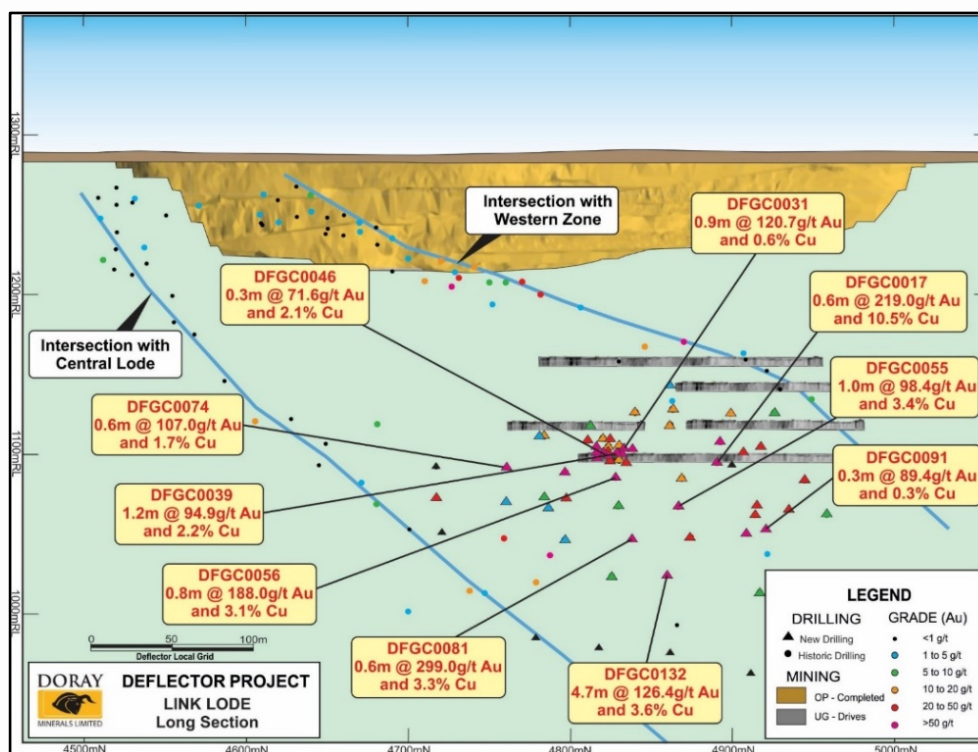 1300mRL
1200mRL
1100mRL
1000mRL
Intersection with
Western Zone
DFGC0031
0.9m @ 120.7g/t Au
and 0.6% Cu
DFGC0046
0.3m @ 71.6g/t Au
and 2.1% Cu
DFGC0017
0.6m @ 219.0g/t Au
and 10.5% Cu
Intersection with
Central Lode
DFGC0055
1.0m @ 98.4g/t Au
and 3.4% Cu
DFGC0074
0.6m @ 107.0g/t Au
and 1.7% Cu
DFGC0091
0.3m @ 89.4g/t Au
and 0.3% Cu
DFGC0039
1.2m @ 94.9g/t Au
and 2.2% Cu
DFGC0056
0.8m @ 188.0g/t Au
and 3.1% Cu
DFGC0081
0.6m @ 299.0g/t Au
and 3.3% Cu
DFGC0132
4.7m @ 126.4g/t Au
and 3.6% Cu
0 50 100m
Deflector Local Grid
DORAY
MINERALS LIMITED
DEFLECTOR PROJECT
LINK LODE
Long Section
LEGEND
DRILLING
New Drilling
Historic Drilling
MINING
OP - Completed
UG - Drives
GRADE (Au)
<1 g/t
1 to 5 g/t
5 to 10 g/t
10 to 20 g/t
20 to 50 g/t
>50 g/t
4500mN 4600mN 4700mN 4800mN 4900mN 5000mN